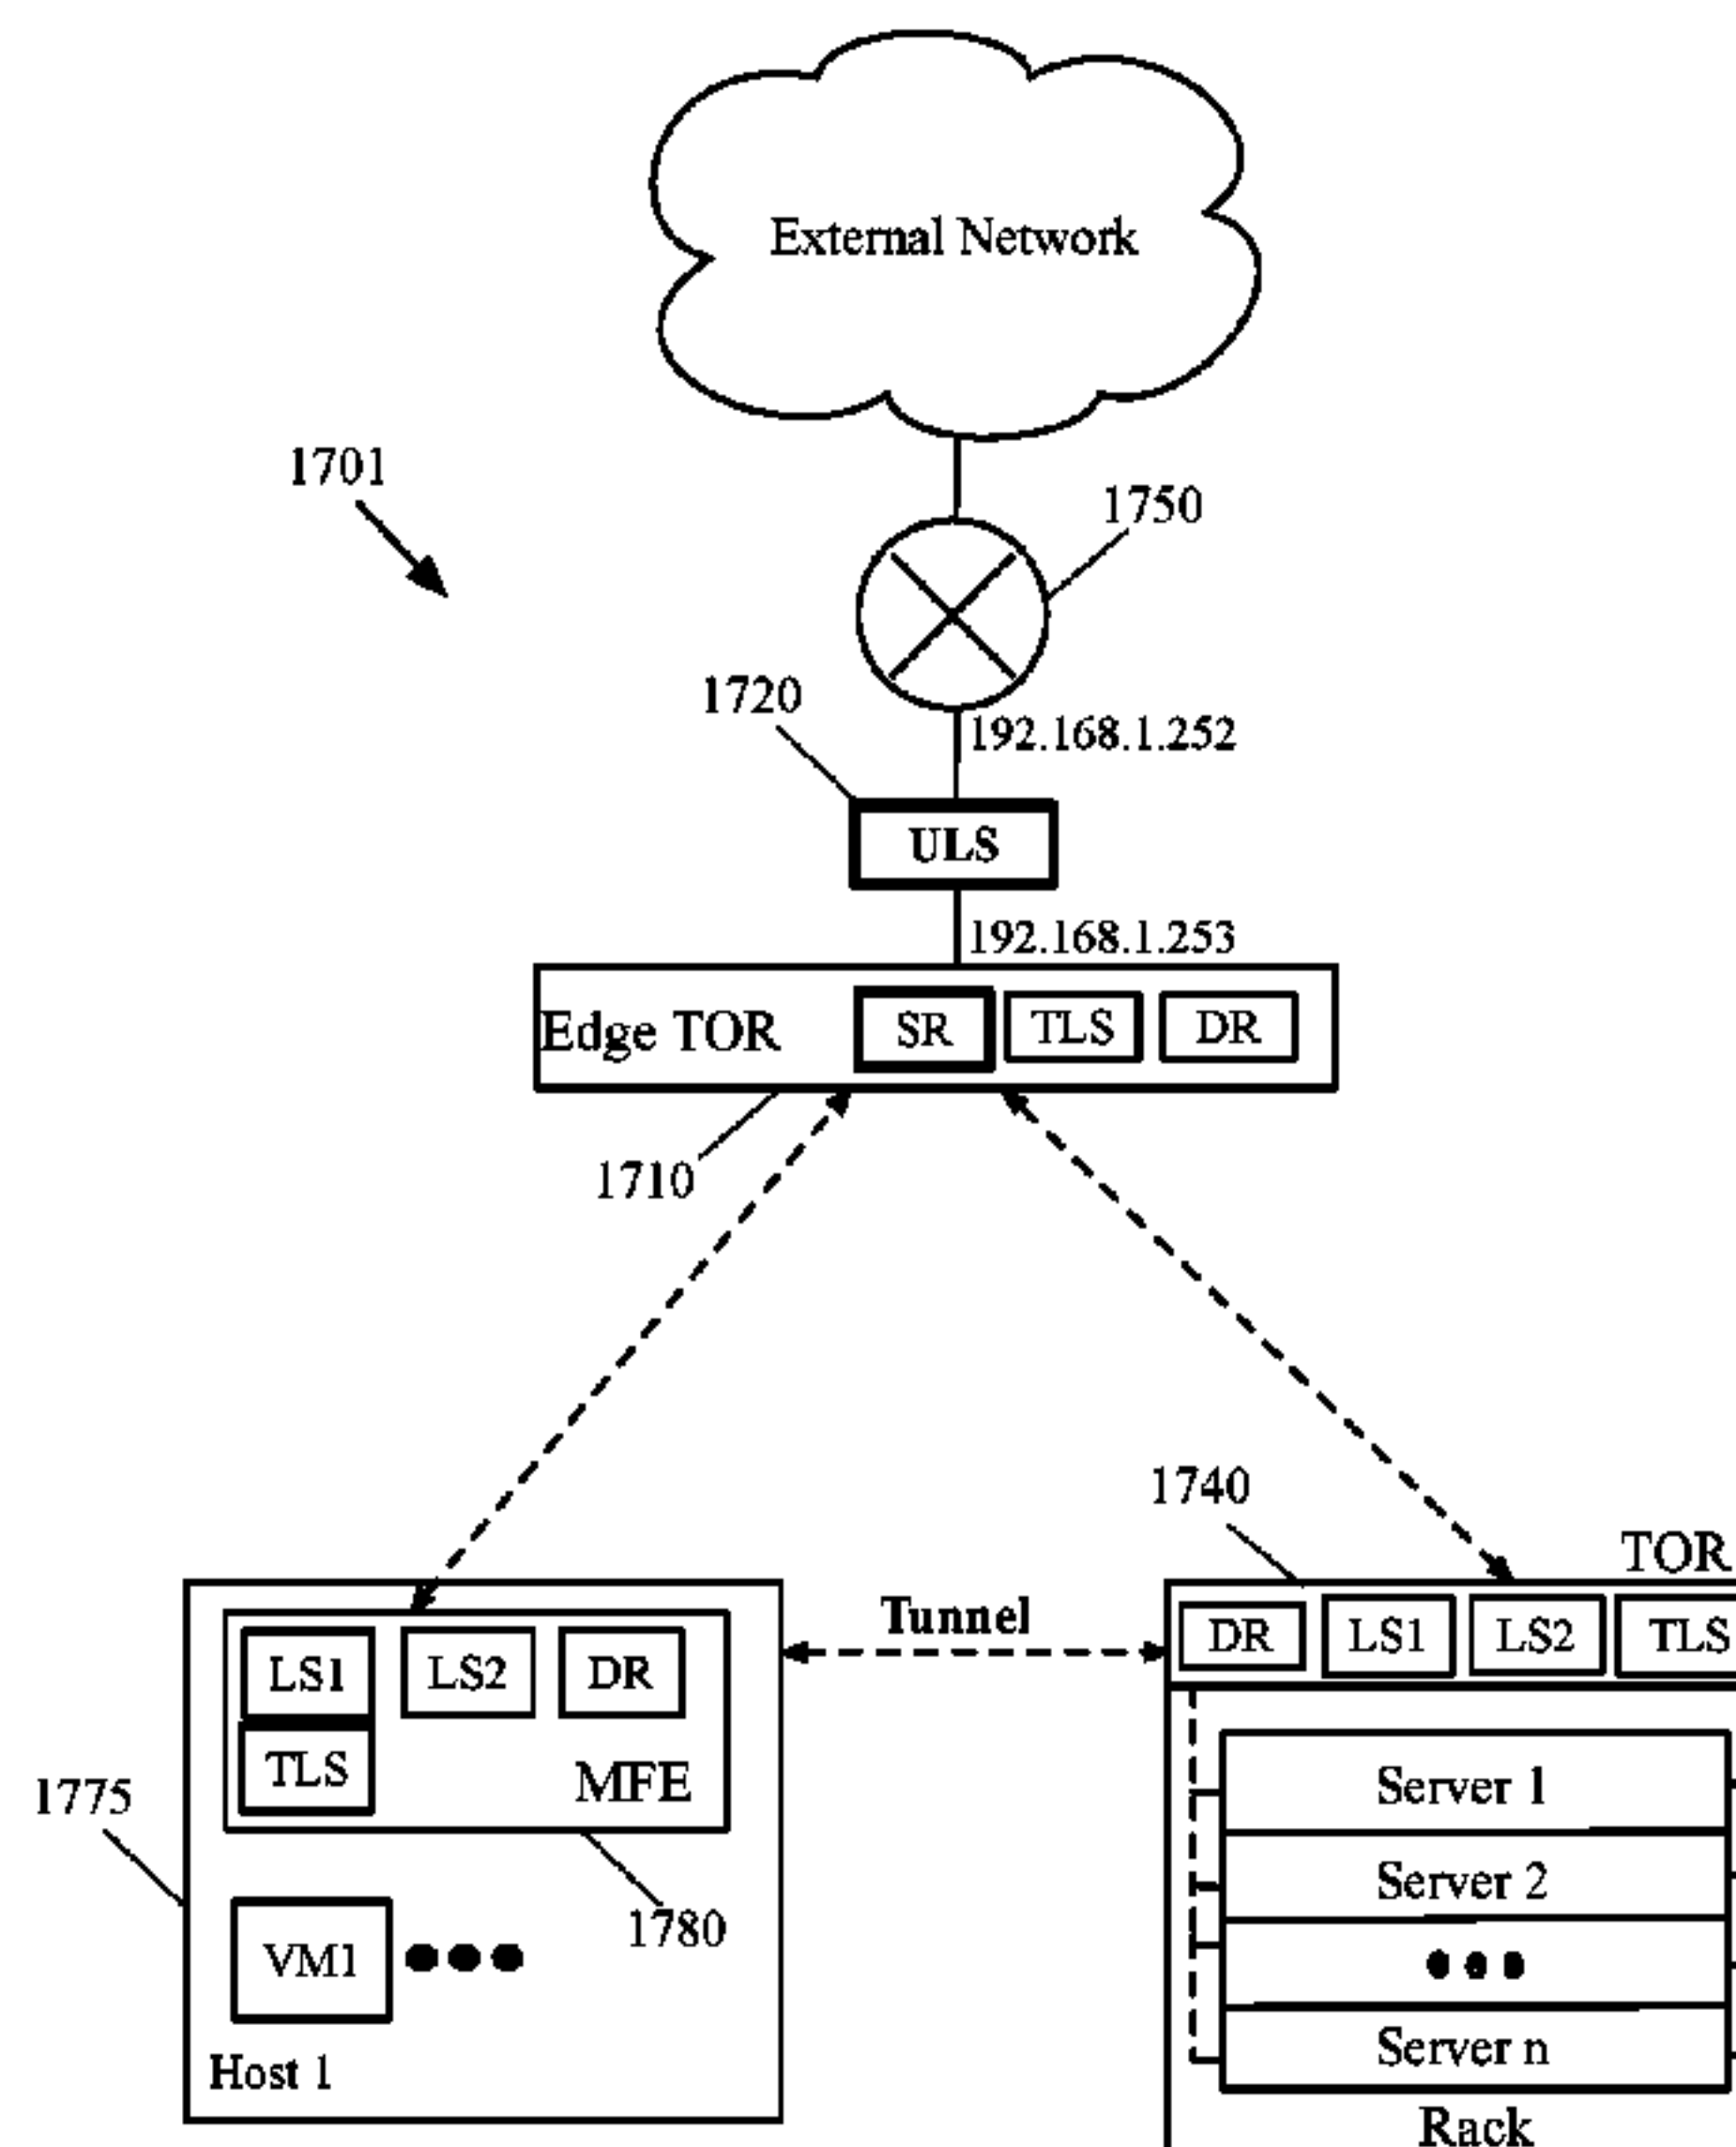 External Network
1701
1750
1720
192.168.1.252
ULS
192.168.1.253
Edge TOR SR TLS DR
1710
1740
TOR
Tunnel
DR LS1 LS2 TLS
LS1 LS2 DR
TLS
MFE
1775
1780
VM1
Host 1
Server 1
Server 2
Server n
Rack